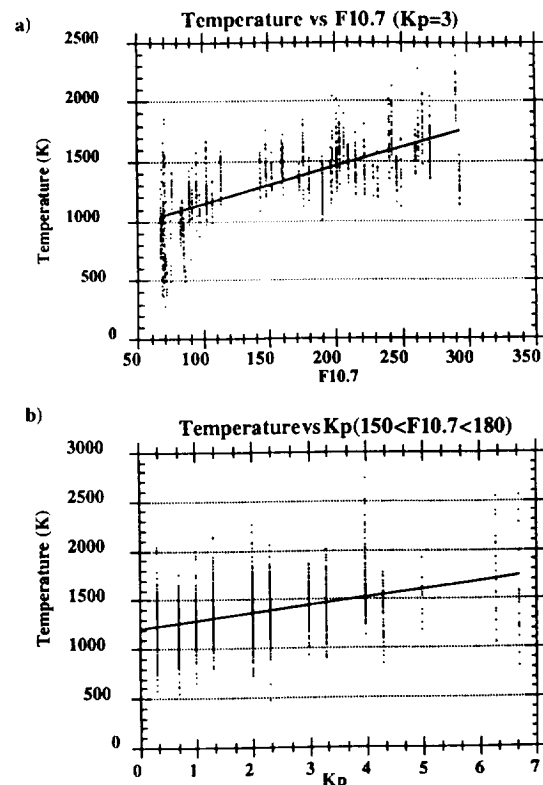 a)
Temperature vs F10.7 (Kp=3)
2500
2000
1500
1000
500
0
Temperature (K)
50 100 150 200 250 300 350
F10.7
b)
Temperature vs Kp (150<F10.7<180)
3000
2500
2000
1500
1000
500
0
Temperature (K)
0 1 2 3 4 5 6 7
Kp